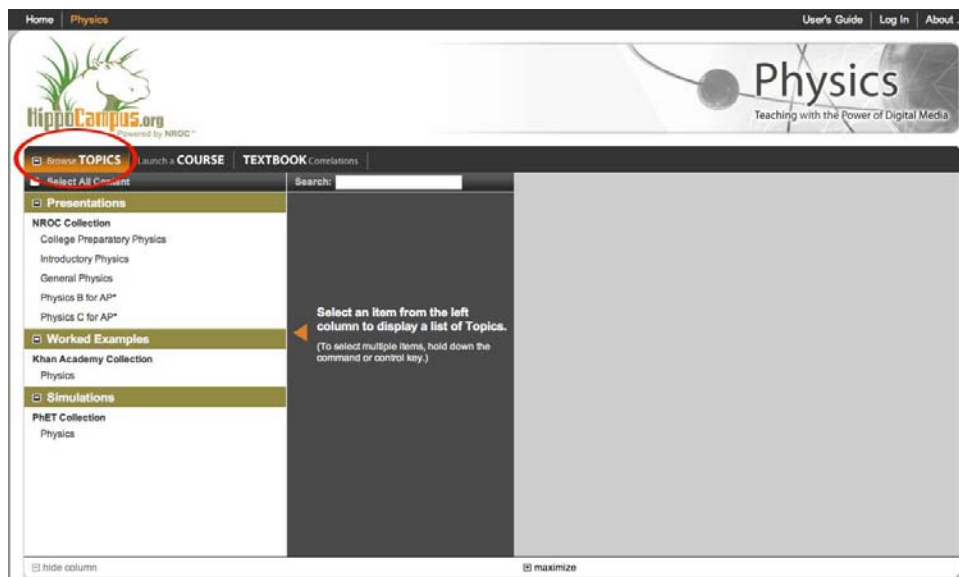 Home Physics User's Guide Log In About
HippoCampus.org
Powered by NROC™
Physics
Teaching with the Power of Digital Media
Browse TOPICS Launch a COURSE TEXTBOOK Correlations
Select All Content Search:
Presentations
NROC Collection
College Preparatory Physics
Introductory Physics
General Physics
Physics B for AP*
Physics C for AP*
Worked Examples
Khan Academy Collection
Physics
Simulations
PhET Collection
Physics
Select an item from the left
column to display a list of Topics.
(To select multiple items, hold down the
command or control key.)
hide column maximize